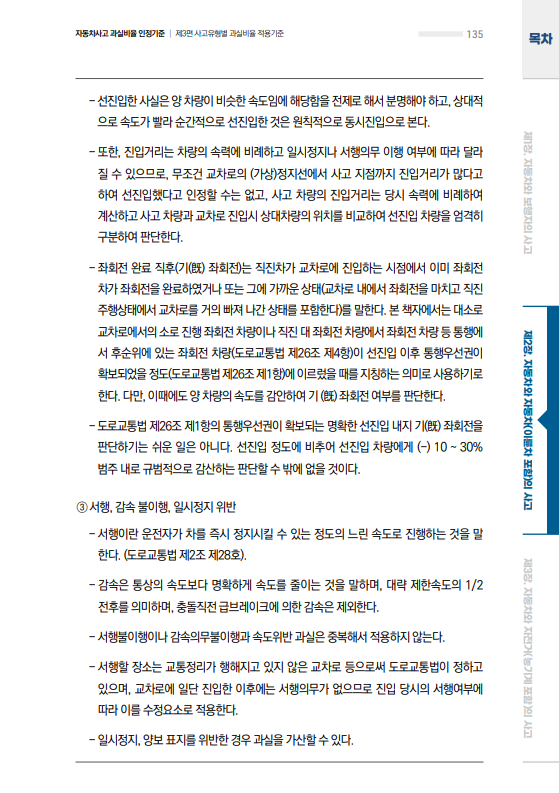 자동차사고 과실비율 인정기준 | 제3편 사고유형별 과실비율 적용기준
135
목차
- 선진입한 사실은 양 차량이 비슷한 속도임에 해당함을 전제로 해서 분명해야 하고, 상대적
으로 속도가 빨라 순간적으로 선진입한 것은 원칙적으로 동시진입으로 본다.
- 또한, 진입거리는 차량의 속력에 비례하고 일시정지나 서행의무 이행 여부에 따라 달라
질 수 있으므로, 무조건 교차로의 (가상)정지선에서 사고 지점까지 진입거리가 많다고
하여 선진입했다고 인정할 수는 없고, 사고 차량의 진입거리는 당시 속력에 비례하여
계산하고 사고 차량과 교차로 진입시 상대차량의 위치를 비교하여 선진입 차량을 엄격히
구분하여 판단한다.
- 좌회전 완료 직후(기(旣) 좌회전)는 직진차가 교차로에 진입하는 시점에서 이미 좌회전
차가 좌회전을 완료하였거나 또는 그에 가까운 상태(교차로 내에서 좌회전을 마치고 직진
주행상태에서 교차로를 거의 빠져 나간 상태를 포함한다)를 말한다. 본 책자에서는 대소로
교차로에서의 소로 진행 좌회전 차량이나 직진 대 좌회전 차량에서 좌회전 차량 등 통행에
서 후순위에 있는 좌회전 차량(도로교통법 제26조 제4항)이 선진입 이후 통행우선권이
확보되었을 정도(도로교통법 제26조 제1항)에 이르렀을 때를 지칭하는 의미로 사용하기로
한다. 다만, 이때에도 양 차량의 속도를 감안하여 기 (旣) 좌회전 여부를 판단한다.
- 도로교통법 제26조 제1항의 통행우선권이 확보되는 명확한 선진입 내지 기(旣) 좌회전을
판단하기는 쉬운 일은 아니다. 선진입 정도에 비추어 선진입 차량에게 (-) 10 ~ 30%
범주 내로 규범적으로 감산하는 판단할 수 밖에 없을 것이다.
③ 서행, 감속 불이행, 일시정지 위반
- 서행이란 운전자가 차를 즉시 정지시킬 수 있는 정도의 느린 속도로 진행하는 것을 말
한다. (도로교통법 제2조 제28호).
- 감속은 통상의 속도보다 명확하게 속도를 줄이는 것을 말하며, 대략 제한속도의 1/2
전후를 의미하며, 충돌직전 급브레이크에 의한 감속은 제외한다.
- 서행불이행이나 감속의무불이행과 속도위반 과실은 중복해서 적용하지 않는다.
- 서행할 장소는 교통정리가 행해지고 있지 않은 교차로 등으로써 도로교통법이 정하고
있으며, 교차로에 일단 진입한 이후에는 서행의무가 없으므로 진입 당시의 서행여부에
따라 이를 수정요소로 적용한다.
- 일시정지, 양보 표지를 위반한 경우 과실을 가산할 수 있다.
제1장. 자동차와 보행자의 사고
제2장. 자동차와 자동차(이륜차 포함)의 사고
제3장. 자동차와 자전거(농기계 포함)의 사고